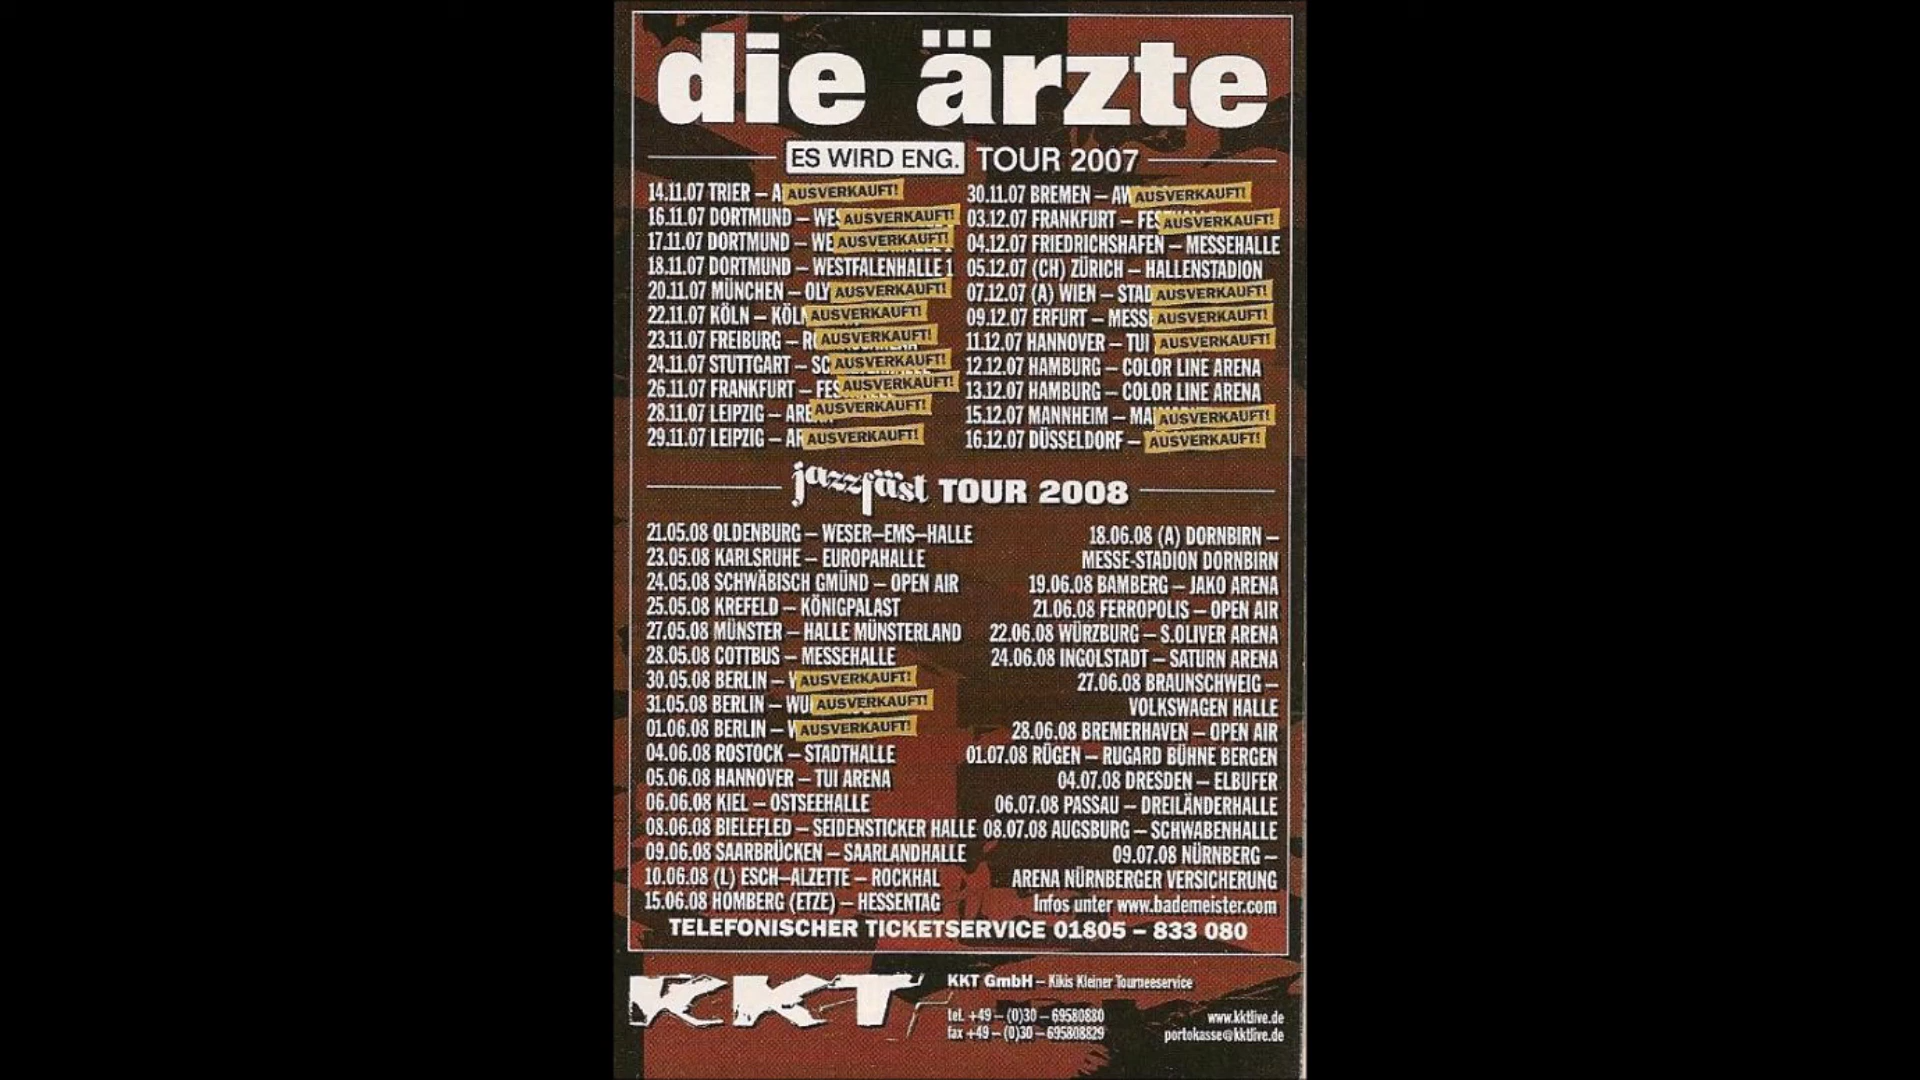 die ärzte
ES WIRD ENG. TOUR 2007
14.11.07 TRIER – A AUSVERKAUFT!
16.11.07 DORTMUND – WES AUSVERKAUFT!
17.11.07 DORTMUND – WE AUSVERKAUFT!
18.11.07 DORTMUND – WESTFALENHALLE 1
20.11.07 MÜNCHEN – OLY AUSVERKAUFT!
22.11.07 KÖLN – KÖLN AUSVERKAUFT!
23.11.07 FREIBURG – AUSVERKAUFT!
24.11.07 STUTTGART – SC AUSVERKAUFT!
26.11.07 FRANKFURT – FES AUSVERKAUFT!
28.11.07 LEIPZIG – ARE AUSVERKAUFT!
29.11.07 LEIPZIG – AR AUSVERKAUFT!
30.11.07 BREMEN – AW AUSVERKAUFT!
03.12.07 FRANKFURT – FES AUSVERKAUFT!
04.12.07 FRIEDRICHSHAFEN – MESSEHALLE
05.12.07 (CH) ZÜRICH – HALLENSTADION
07.12.07 (A) WIEN – STAD AUSVERKAUFT!
09.12.07 ERFURT – MESSE AUSVERKAUFT!
11.12.07 HANNOVER – TUI AUSVERKAUFT!
12.12.07 HAMBURG – COLOR LINE ARENA
13.12.07 HAMBURG – COLOR LINE ARENA
15.12.07 MANNHEIM – MA AUSVERKAUFT!
16.12.07 DÜSSELDORF – AUSVERKAUFT!
jazzfäst TOUR 2008
21.05.08 OLDENBURG – WESER–EMS–HALLE
23.05.08 KARLSRUHE – EUROPAHALLE
24.05.08 SCHWÄBISCH GMÜND – OPEN AIR
25.05.08 KREFELD – KÖNIGPALAST
27.05.08 MÜNSTER – HALLE MÜNSTERLAND
28.05.08 COTTBUS – MESSEHALLE
30.05.08 BERLIN – AUSVERKAUFT!
31.05.08 BERLIN – WU AUSVERKAUFT!
01.06.08 BERLIN – AUSVERKAUFT!
04.06.08 ROSTOCK – STADTHALLE
05.06.08 HANNOVER – TUI ARENA
06.06.08 KIEL – OSTSEEHALLE
08.06.08 BIELEFLED – SEIDENSTICKER HALLE
09.06.08 SAARBRÜCKEN – SAARLANDHALLE
10.06.08 (L) ESCH–ALZETTE – ROCKHAL
15.06.08 HOMBERG (ETZE) – HESSENTAG
18.06.08 (A) DORNBIRN –
MESSE-STADION DORNBIRN
19.06.08 BAMBERG – JAKO ARENA
21.06.08 FERROPOLIS – OPEN AIR
22.06.08 WÜRZBURG – S.OLIVER ARENA
24.06.08 INGOLSTADT – SATURN ARENA
27.06.08 BRAUNSCHWEIG –
VOLKSWAGEN HALLE
28.06.08 BREMERHAVEN – OPEN AIR
01.07.08 RÜGEN – RUGARD BÜHNE BERGEN
04.07.08 DRESDEN – ELBUFER
06.07.08 PASSAU – DREILÄNDERHALLE
08.07.08 AUGSBURG – SCHWABENHALLE
09.07.08 NÜRNBERG –
ARENA NÜRNBERGER VERSICHERUNG
Infos unter www.bademeister.com
TELEFONISCHER TICKETSERVICE 01805 – 833 080
KKT
KKT GmbH – Kikis Kleiner Tourneeservice
tel. +49 – (0)30 – 69580880
fax +49 – (0)30 – 695808829
www.kktlive.de
portokasse@kktlive.de